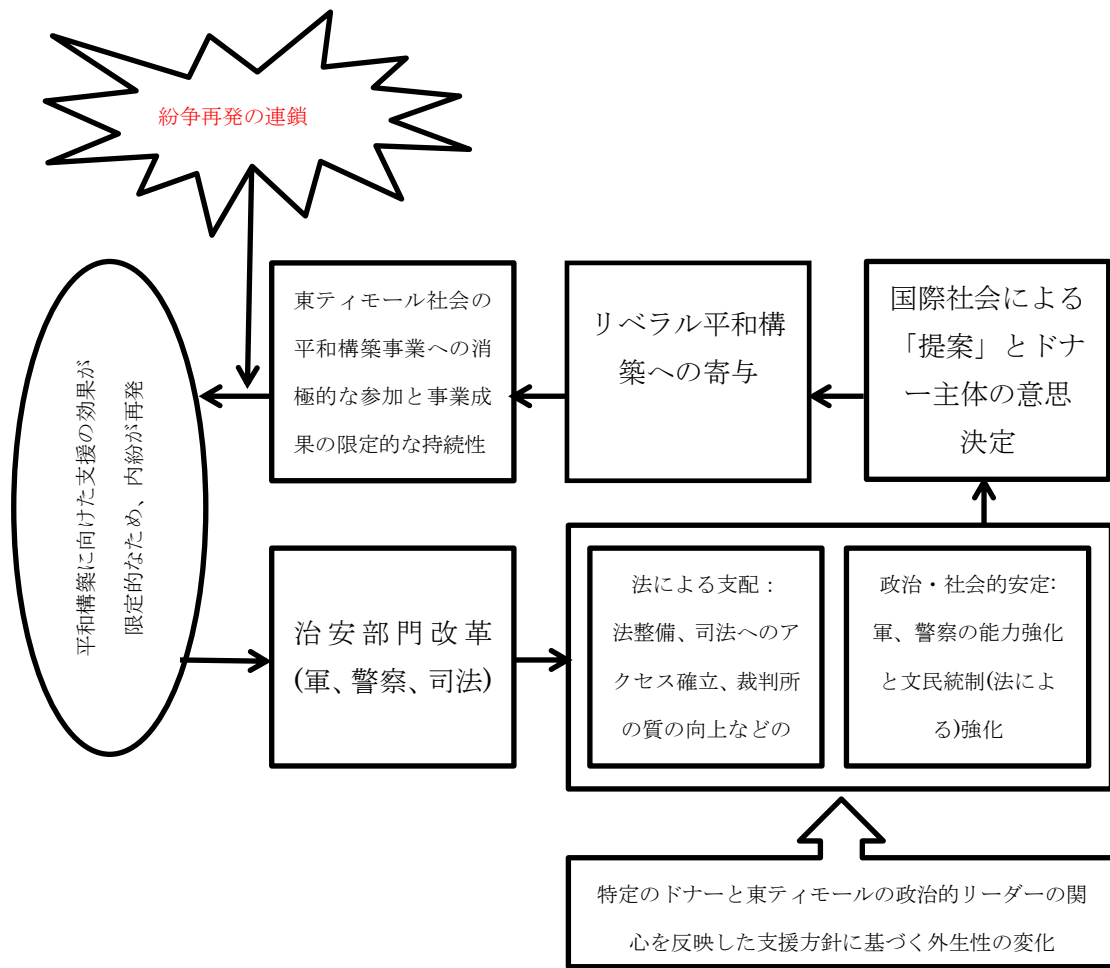 紛争再発の連鎖
東ティモール社会の
平和構築事業への消
極的な参加と事業成
果の限定的な持続性
リベラル平和構
築への寄与
国際社会による
「提案」とドナ
ー主体の意思
決定
平和構築に向けた支援の効果が
限定的なため、内紛が再発
治安部門改革
(軍、警察、司法)
法による支配：
法整備、司法へのア
クセス確立、裁判所
の質の向上などの
政治・社会的安定:
軍、警察の能力強化
と文民統制(法によ
る)強化
特定のドナーと東ティモールの政治的リーダーの関
心を反映した支援方針に基づく外生性の変化